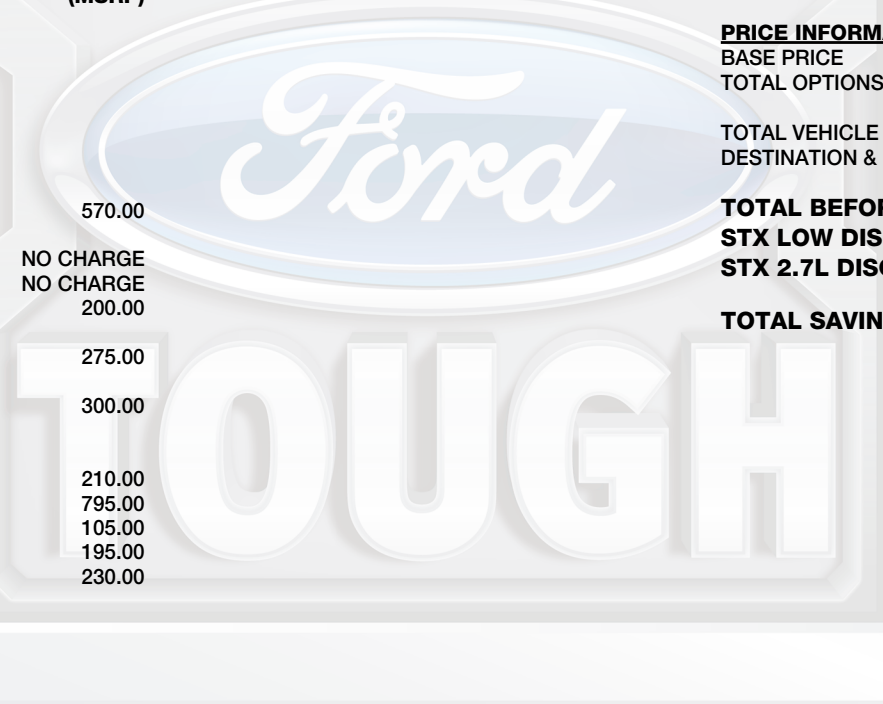 (MSRP)
570.00
NO CHARGE
NO CHARGE
200.00
275.00
300.00
210.00
795.00
105.00
195.00
230.00
PRICE INFORMA
BASE PRICE
TOTAL OPTIONS
TOTAL VEHICLE
DESTINATION &
TOTAL BEFOR
STX LOW DIS
STX 2.7L DISC
TOTAL SAVIN
Ford
TOUGH